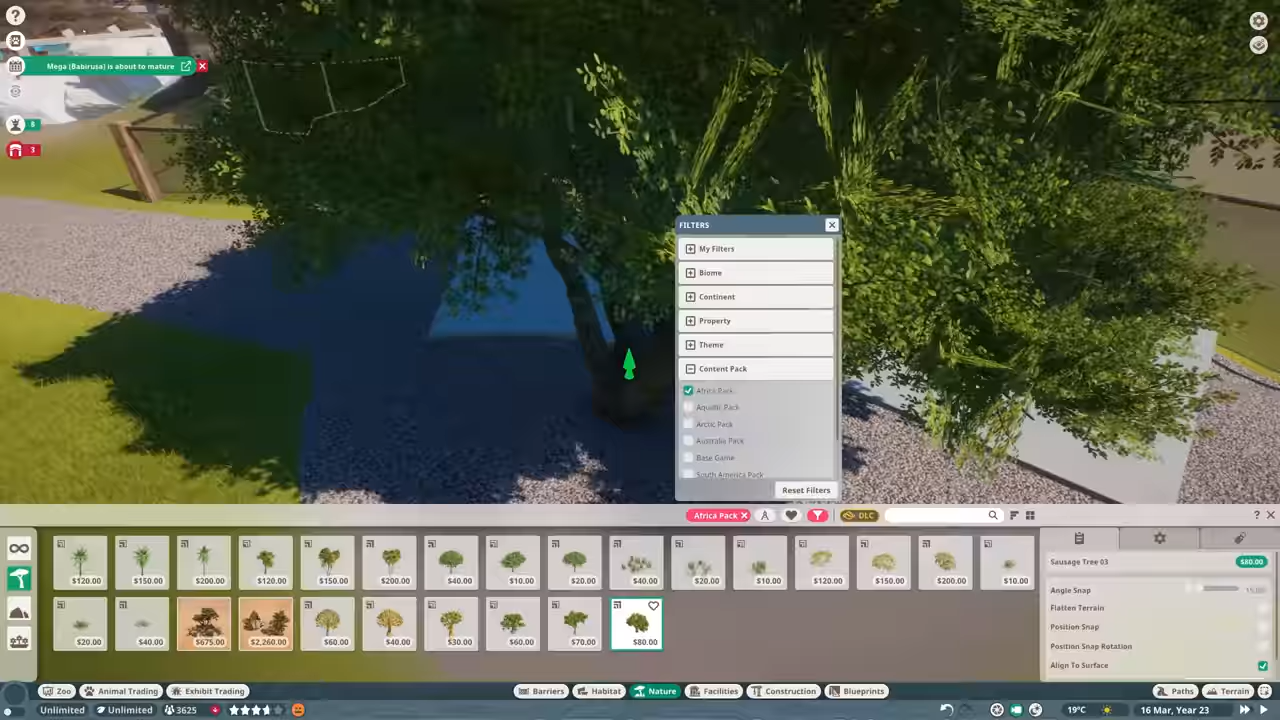 ?
Mega (Babirusa) is about to mature
8
3
FILTERS
My Filters
Biome
Continent
Property
Theme
Content Pack
Africa Pack
Aquatic Pack
Arctic Pack
Australia Pack
Base Game
South America Pack
Reset Filters
Africa Pack
DLC
?
$120.00 $150.00 $200.00 $120.00 $150.00 $200.00 $40.00 $10.00 $20.00 $40.00 $20.00 $10.00 $120.00 $150.00 $200.00 $10.00
$20.00 $40.00 $675.00 $2,260.00 $60.00 $40.00 $30.00 $60.00 $70.00 $80.00
Sausage Tree 03 $80.00
Angle Snap 15.00
Flatten Terrain
Position Snap
Position Snap Rotation
Align To Surface
Zoo Animal Trading Exhibit Trading Barriers Habitat Nature Facilities Construction Blueprints Paths Terrain
Unlimited Unlimited 3625 19°C 16 Mar, Year 23